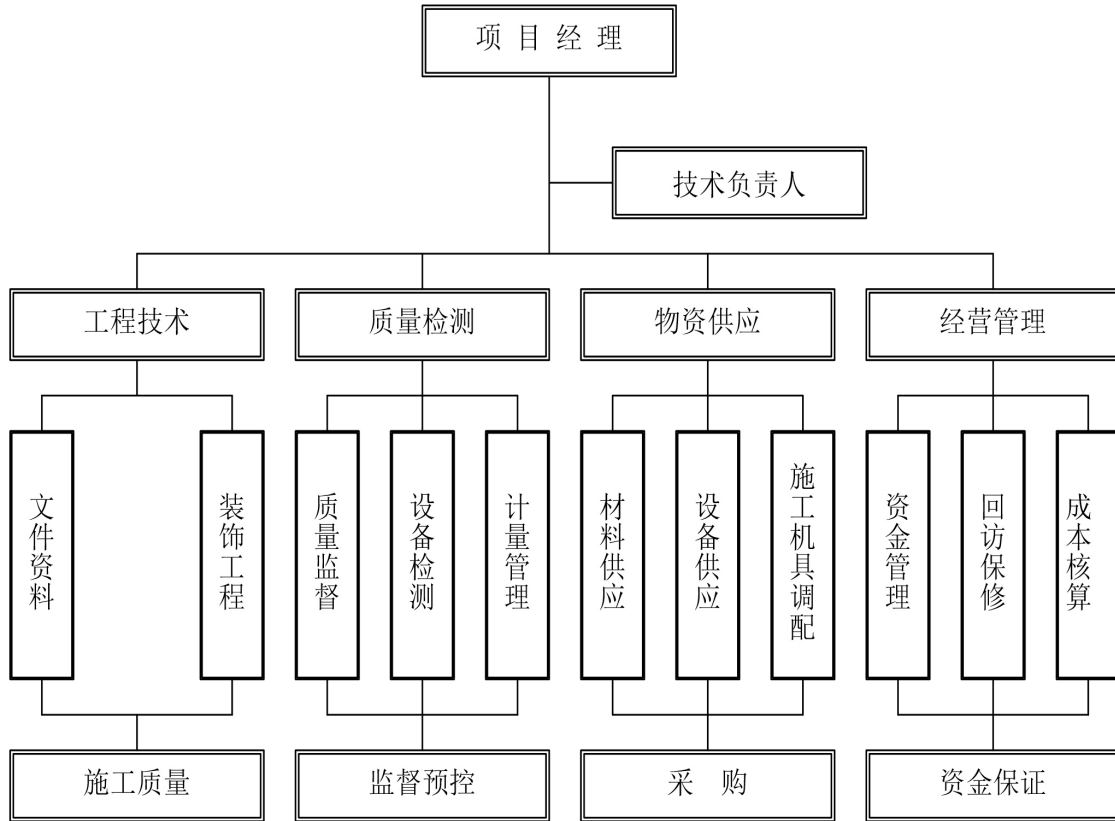 项 目 经 理
技术负责人
工程技术
质量检测
物资供应
经营管理
文件资料
装饰工程
质量监督
设备检测
计量管理
材料供应
设备供应
施工机具调配
资金管理
回访保修
成本核算
施工质量
监督预控
采 购
资金保证